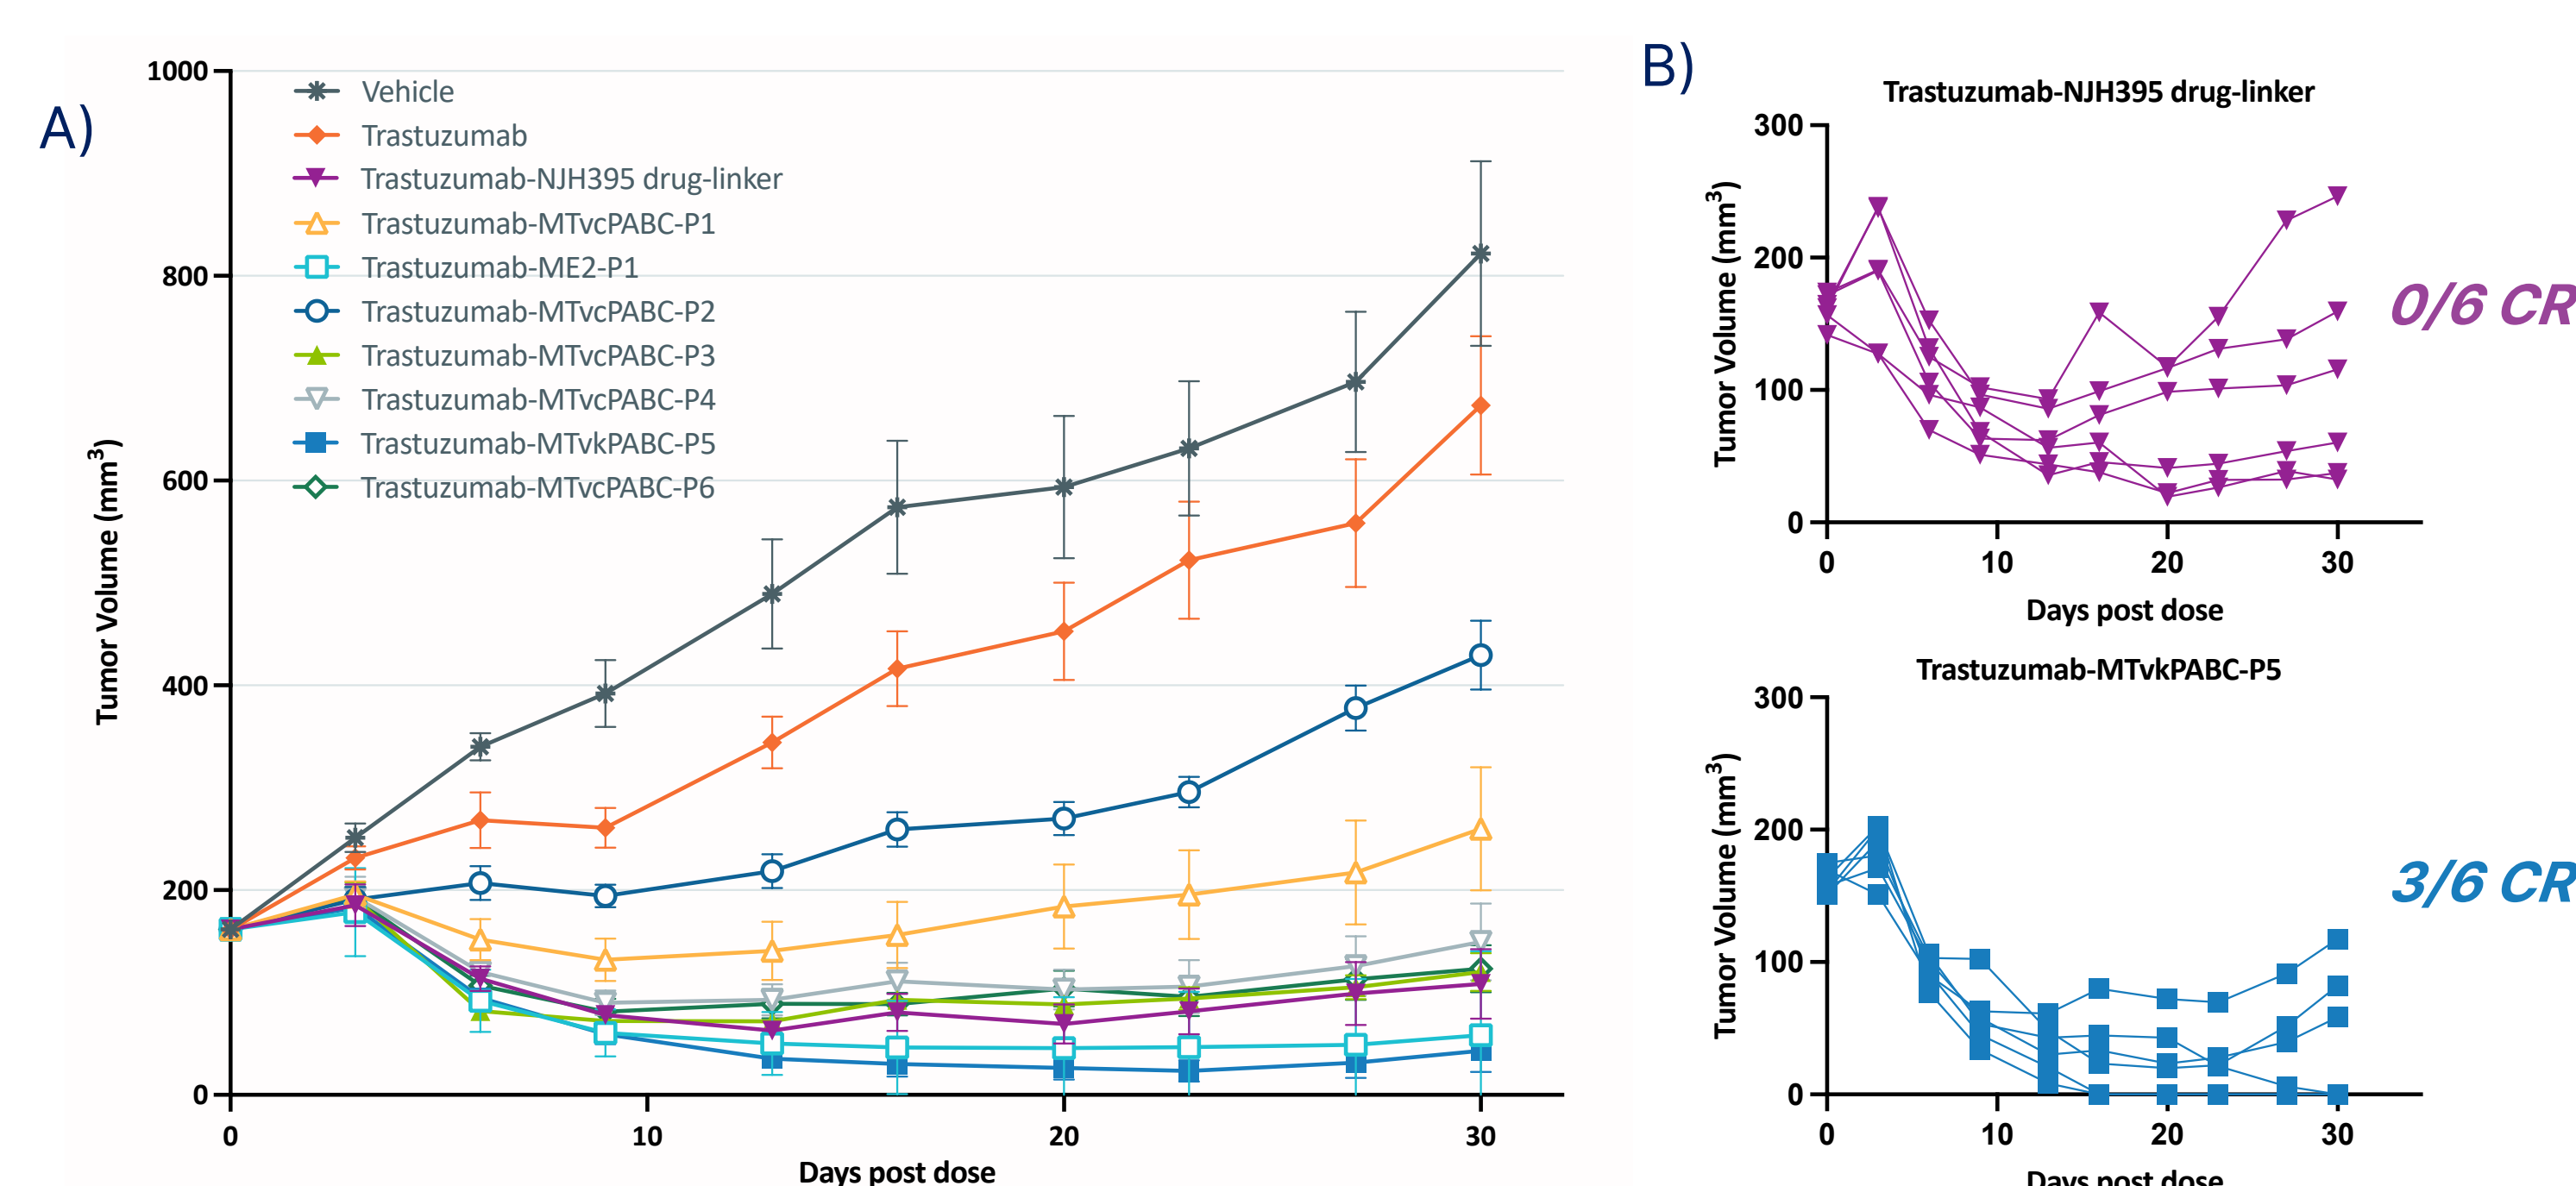 A)
1000
800
600
400
200
0
Tumor Volume (mm³)
Vehicle
Trastuzumab
Trastuzumab-NJH395 drug-linker
Trastuzumab-MTvcPABC-P1
Trastuzumab-ME2-P1
Trastuzumab-MTvcPABC-P2
Trastuzumab-MTvcPABC-P3
Trastuzumab-MTvcPABC-P4
Trastuzumab-MTvkPABC-P5
Trastuzumab-MTvcPABC-P6
0 10 20 30
Days post dose
B)
Trastuzumab-NJH395 drug-linker
300
200
100
0
Tumor Volume (mm³)
0/6 CR
0 10 20 30
Days post dose
Trastuzumab-MTvkPABC-P5
300
200
100
0
Tumor Volume (mm³)
3/6 CR
0 10 20 30
Days post dose